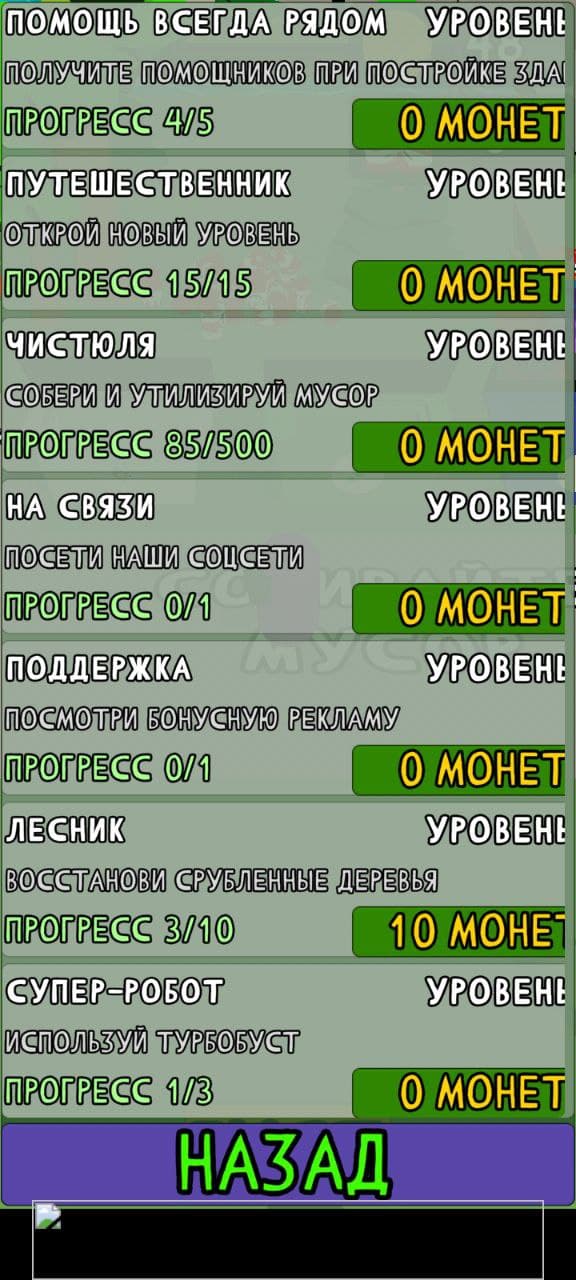 ПОМОЩЬ ВСЕГДА РЯДОМ УРОВЕНЬ
ПОЛУЧИТЕ ПОМОЩНИКОВ ПРИ ПОСТРОЙКЕ ЗДА
ПРОГРЕСС 4/5 0 МОНЕТ
ПУТЕШЕСТВЕННИК УРОВЕНЬ
ОТКРОЙ НОВЫЙ УРОВЕНЬ
ПРОГРЕСС 15/15 0 МОНЕТ
ЧИСТЮЛЯ УРОВЕНЬ
СОБЕРИ И УТИЛИЗИРУЙ МУСОР
ПРОГРЕСС 85/500 0 МОНЕТ
НА СВЯЗИ УРОВЕНЬ
ПОСЕТИ НАШИ СОЦСЕТИ
ПРОГРЕСС 0/1 0 МОНЕТ
ПОДДЕРЖКА УРОВЕНЬ
ПОСМОТРИ БОНУСНУЮ РЕКЛАМУ
ПРОГРЕСС 0/1 0 МОНЕТ
ЛЕСНИК УРОВЕНЬ
ВОССТАНОВИ СРУБЛЕННЫЕ ДЕРЕВЬЯ
ПРОГРЕСС 3/10 10 МОНЕТ
СУПЕР-РОБОТ УРОВЕНЬ
ИСПОЛЬЗУЙ ТУРБОБУСТ
ПРОГРЕСС 1/3 0 МОНЕТ
НАЗАД